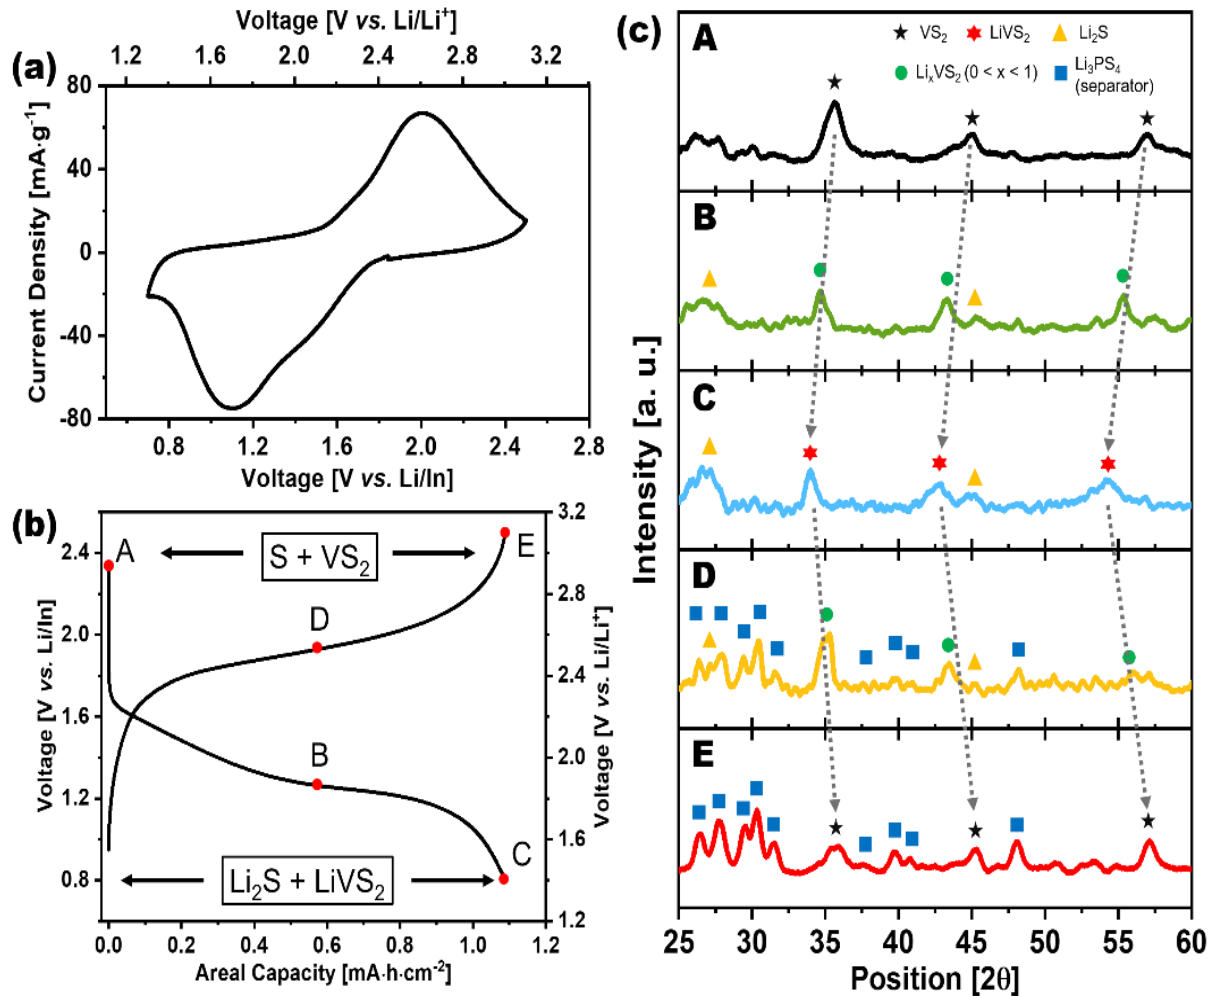 (a)
Voltage [V vs. Li/Li⁺]
1.2 1.6 2.0 2.4 2.8 3.2
80
40
0
-40
-80
Current Density [mA·g⁻¹]
0.8 1.2 1.6 2.0 2.4 2.8
Voltage [V vs. Li/In]
(b)
A
S + VS₂
E
D
B
C
Li₂S + LiVS₂
2.4
2.0
1.6
1.2
0.8
Voltage [V vs. Li/In]
3.2
2.8
2.4
2.0
1.6
1.2
Voltage [V vs. Li/Li⁺]
0.0 0.2 0.4 0.6 0.8 1.0 1.2
Areal Capacity [mA·h·cm⁻²]
(c)
A
VS₂ LiVS₂ Li₂S
LiₓVS₂ (0 < x < 1) Li₃PS₄
(separator)
B
C
D
E
Intensity [a. u.]
25 30 35 40 45 50 55 60
Position [2θ]